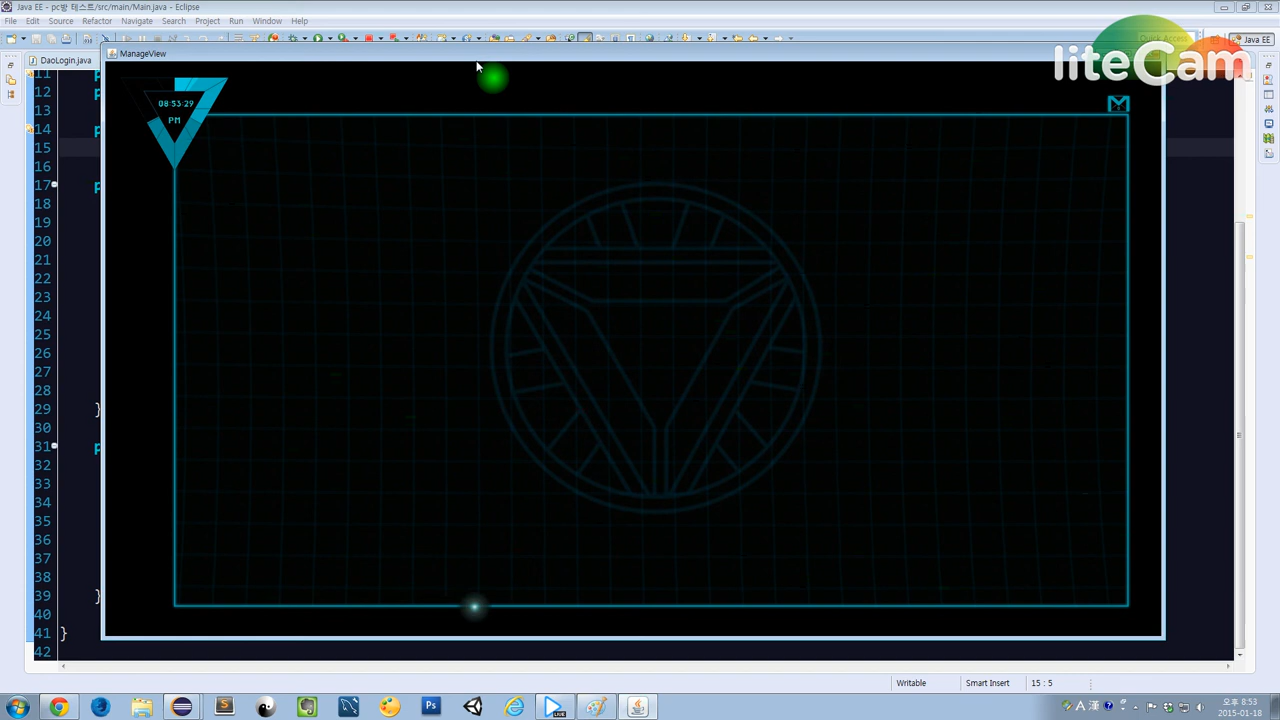 Java EE - pc방 테스트/src/main/Main.java - Eclipse
File Edit Source Refactor Navigate Search Project Run Window Help
Quick Access
Java EE
liteCam
DaoLogin.java
ManageView
08:53:29
PM
11
12
13
14
15
16
17
18
19
20
21
22
23
24
25
26
27
28
29 }
30
31
32
33
34
35
36
37
38
39 }
40
41 }
42
Writable Smart Insert 15 : 5
LIVE
A 漢
오후 8:53
2015-01-18